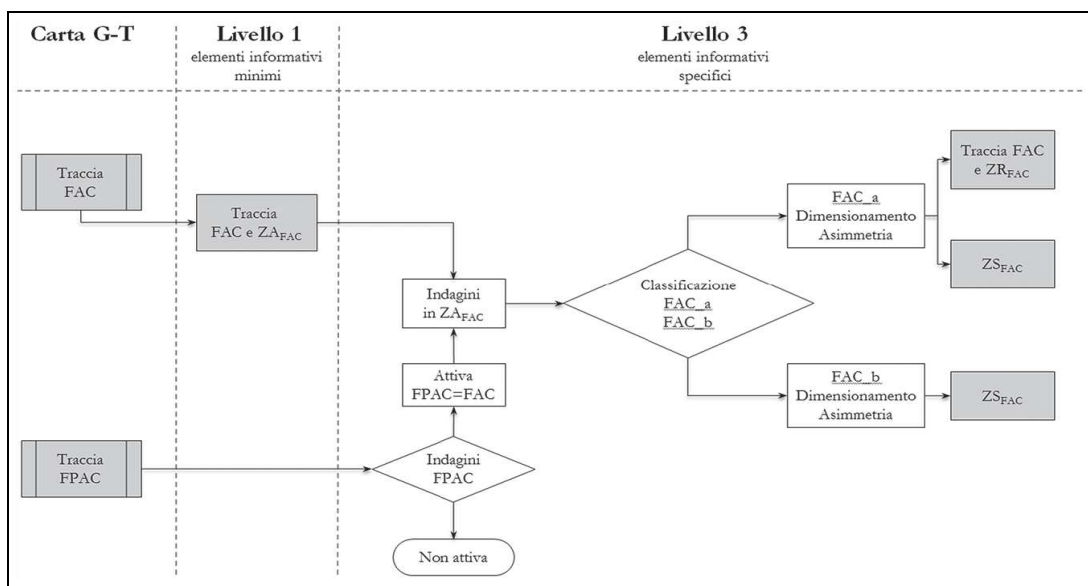 Carta G-T
Livello 1
elementi informativi
minimi
Livello 3
elementi informativi
specifici
Traccia
FAC
Traccia
FAC e ZAFAC
Indagini
in ZAFAC
Classificazione
FAC_a
FAC_b
FAC_a
Dimensionamento
Asimmetria
Traccia FAC
e ZRFAC
ZSFAC
Attiva
FPAC=FAC
FAC_b
Dimensionamento
Asimmetria
ZSFAC
Traccia
FPAC
Indagini
FPAC
Non attiva